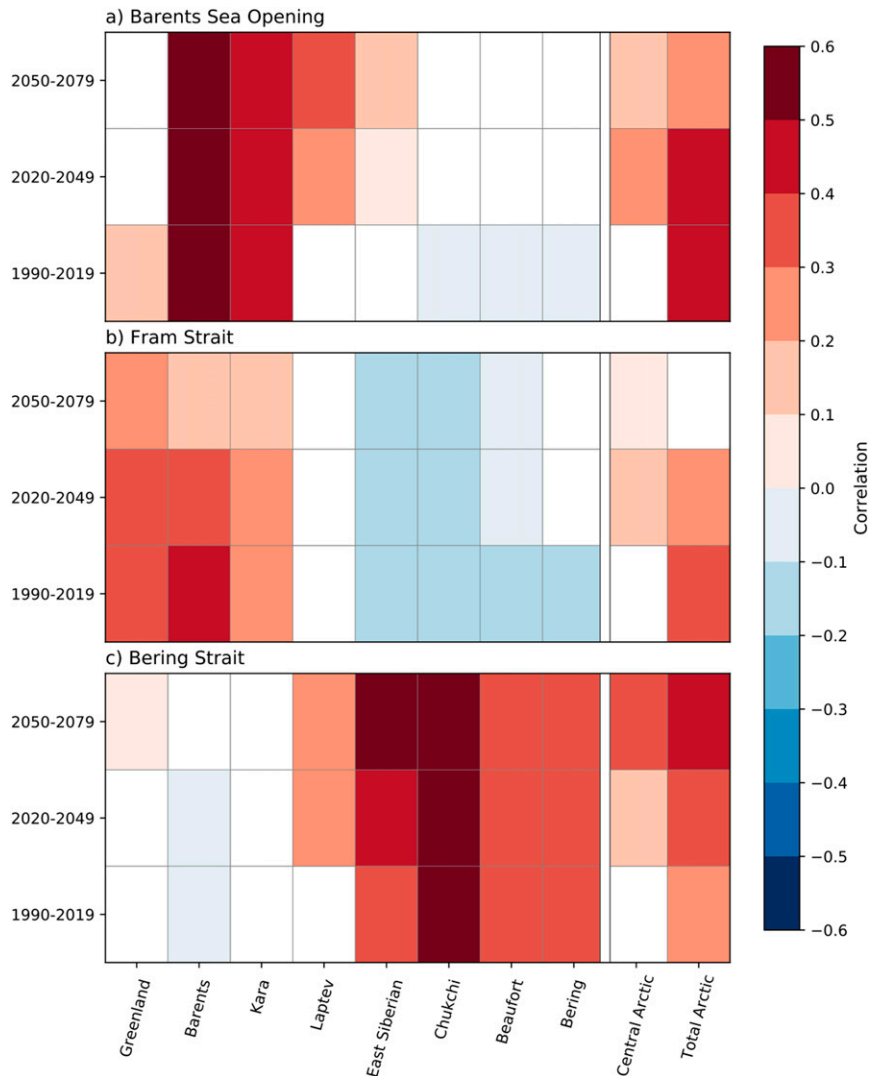 a) Barents Sea Opening
2050-2079
2020-2049
1990-2019
b) Fram Strait
2050-2079
2020-2049
1990-2019
c) Bering Strait
2050-2079
2020-2049
1990-2019
Greenland
Barents
Kara
Laptev
East Siberian
Chukchi
Beaufort
Bering
Central Arctic
Total Arctic
0.6
0.5
0.4
0.3
0.2
0.1
0.0
−0.1
−0.2
−0.3
−0.4
−0.5
−0.6
Correlation